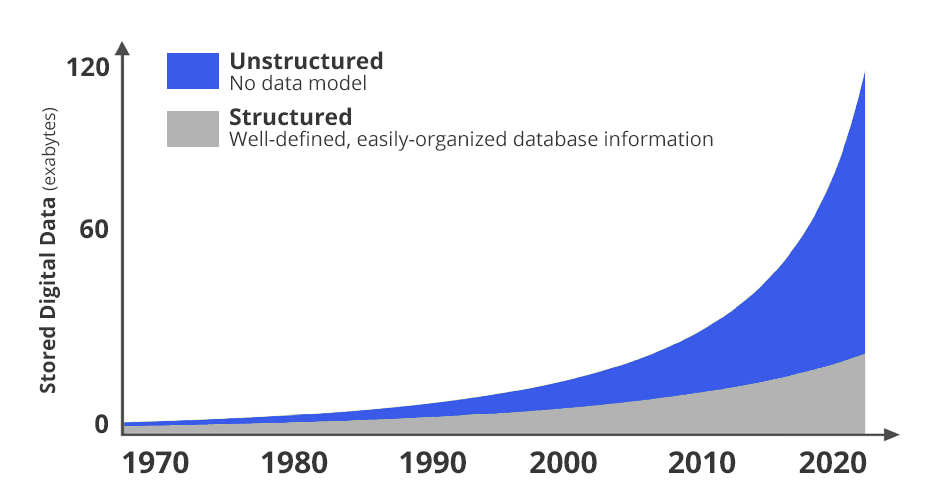 120
Unstructured
No data model
Structured
Well-defined, easily-organized database information
60
Stored Digital Data (exabytes)
0
1970 1980 1990 2000 2010 2020